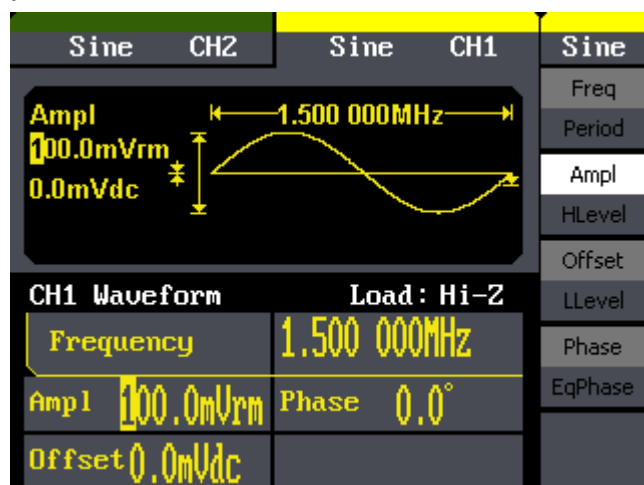 Sine CH2 Sine CH1 Sine
Ampl
1.500 000MHz
100.0mVrm
0.0mVdc
CH1 Waveform Load: Hi-Z
Frequency 1.500 000MHz
Ampl 100.0mVrm Phase 0.0°
Offset 0.0mVdc
Freq
Period
Ampl
HLevel
Offset
LLevel
Phase
EqPhase